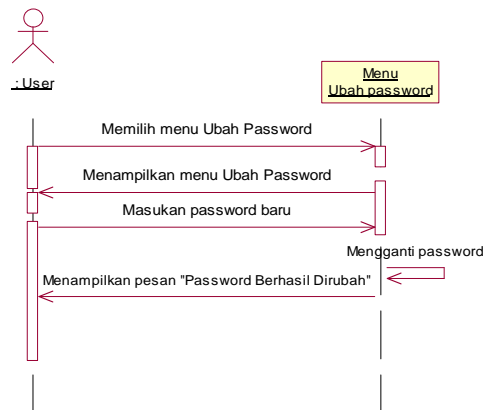 : User
Menu
Ubah password
Memilih menu Ubah Password
Menampilkan menu Ubah Password
Masukan password baru
Mengganti password
Menampilkan pesan "Password Berhasil Dirubah"